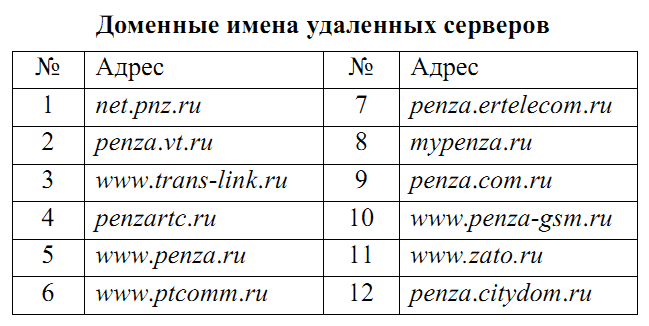 Доменные имена удаленных серверов
№ Адрес № Адрес
1 net.pnz.ru 7 penza.ertelecom.ru
2 penza.vt.ru 8 mypenza.ru
3 www.trans-link.ru 9 penza.com.ru
4 penzartc.ru 10 www.penza-gsm.ru
5 www.penza.ru 11 www.zato.ru
6 www.ptcomm.ru 12 penza.citydom.ru